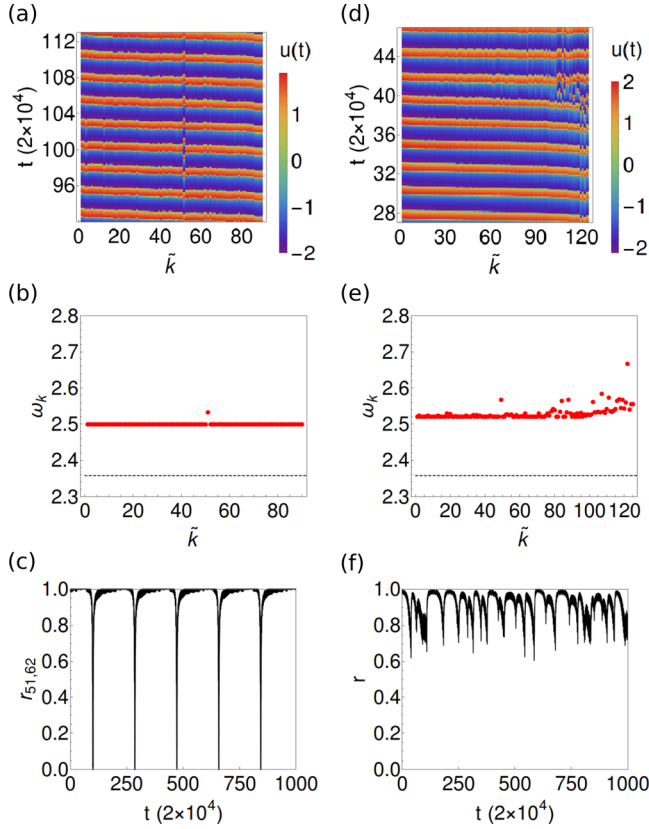 (a)
t (2×10⁴)
112
108
104
100
96
0 20 40 60 80
k̃
u(t)
0
−1
−2
(d)
t (2×10⁴)
44
40
36
32
28
0 30 60 90 120
k̃
u(t)
2
1
0
−1
−2
(b)
ωₖ
2.8
2.7
2.6
2.5
2.4
2.3
0 20 40 60 80
k̃
(e)
ωₖ
2.8
2.7
2.6
2.5
2.4
2.3
0 20 40 60 80 100 120
k̃
(c)
r₅₁,₆₂
1.0
0.8
0.6
0.4
0.2
0.0
0 250 500 750 1000
t (2×10⁴)
(f)
r
1.0
0.8
0.6
0.4
0.2
0.0
0 250 500 750 1000
t (2×10⁴)